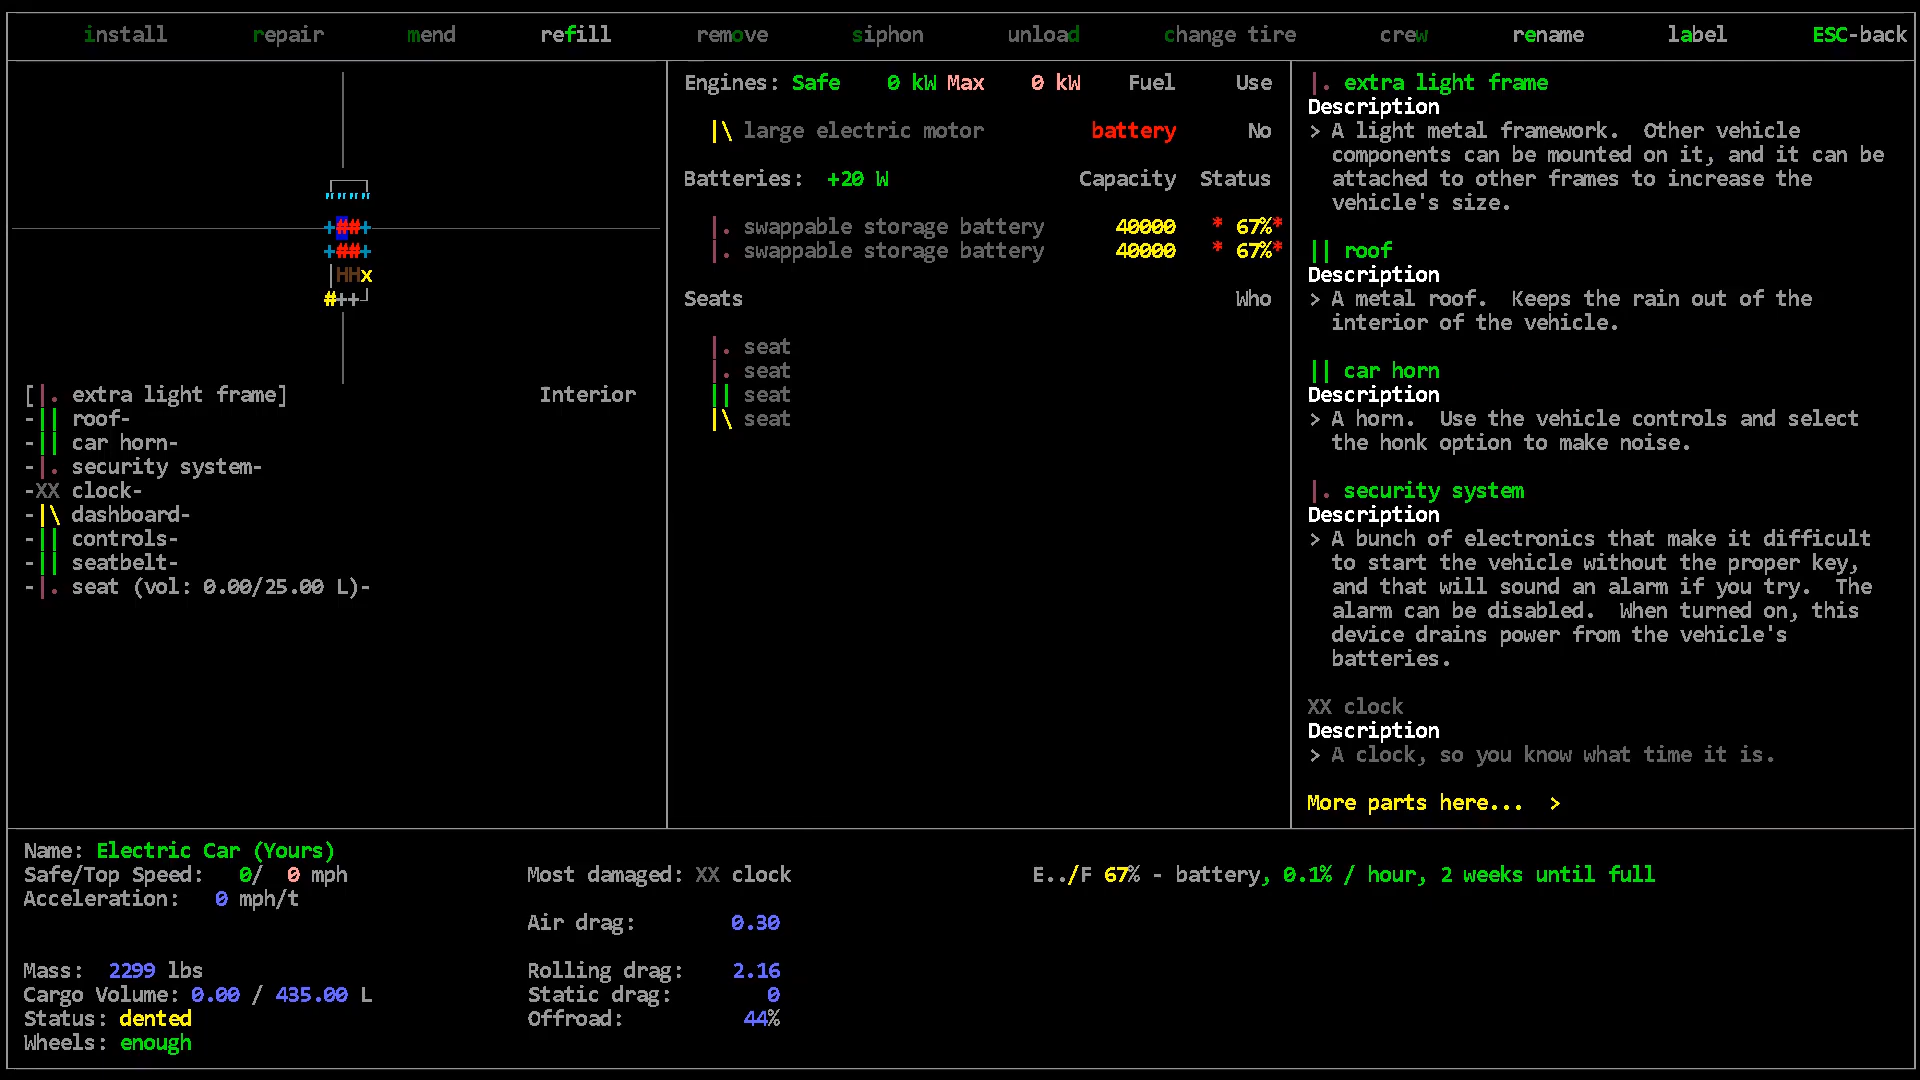 install repair mend refill remove siphon unload change tire crew rename label ESC-back
Engines: Safe 0 kW Max 0 kW Fuel Use
|\ large electric motor battery No
Batteries: +20 W Capacity Status
|. swappable storage battery 40000 * 67%*
|. swappable storage battery 40000 * 67%*
Seats Who
|. seat
|. seat
|| seat
|\ seat
""""
+##+
+##+
|HHx
#++┘
[|. extra light frame] Interior
-|| roof-
-|| car horn-
-|. security system-
-XX clock-
-|\ dashboard-
-|| controls-
-|| seatbelt-
-|. seat (vol: 0.00/25.00 L)-
|. extra light frame
Description
> A light metal framework. Other vehicle
components can be mounted on it, and it can be
attached to other frames to increase the
vehicle's size.
|| roof
Description
> A metal roof. Keeps the rain out of the
interior of the vehicle.
|| car horn
Description
> A horn. Use the vehicle controls and select
the honk option to make noise.
|. security system
Description
> A bunch of electronics that make it difficult
to start the vehicle without the proper key,
and that will sound an alarm if you try. The
alarm can be disabled. When turned on, this
device drains power from the vehicle's
batteries.
XX clock
Description
> A clock, so you know what time it is.
More parts here... >
Name: Electric Car (Yours)
Safe/Top Speed: 0/ 0 mph
Acceleration: 0 mph/t
Mass: 2299 lbs
Cargo Volume: 0.00 / 435.00 L
Status: dented
Wheels: enough
Most damaged: XX clock
Air drag: 0.30
Rolling drag: 2.16
Static drag: 0
Offroad: 44%
E../F 67% - battery, 0.1% / hour, 2 weeks until full